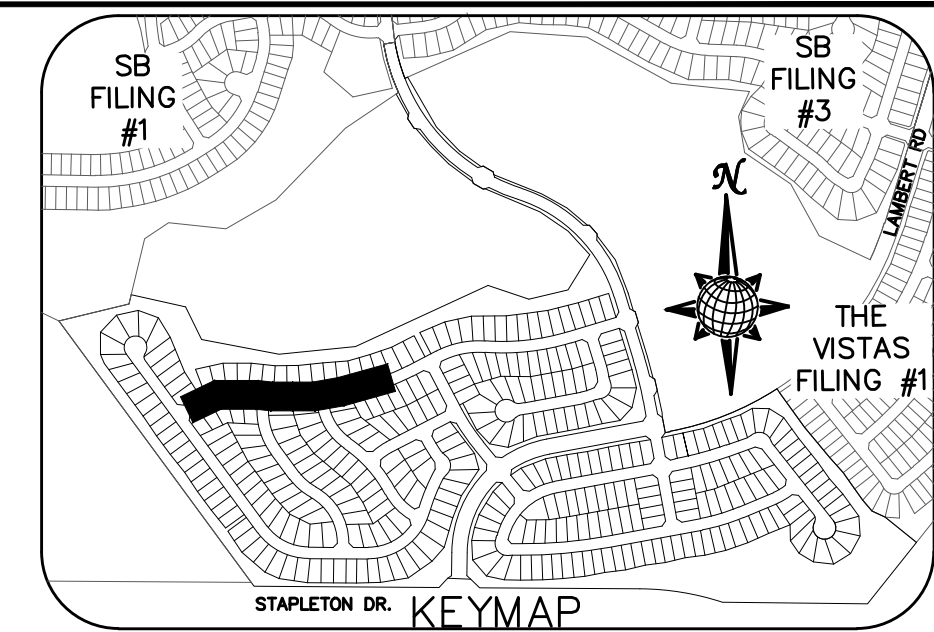 SB
FILING
#1
SB
FILING
#3
LAMBERT RD
N
THE
VISTAS
FILING #1
STAPLETON DR.
KEYMAP